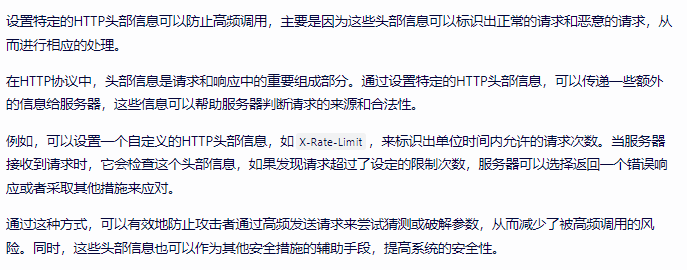 设置特定的HTTP头部信息可以防止高频调用，主要是因为这些头部信息可以标识出正常的请求和恶意的请求，从
而进行相应的处理。
在HTTP协议中，头部信息是请求和响应中的重要组成部分。通过设置特定的HTTP头部信息，可以传递一些额外
的信息给服务器，这些信息可以帮助服务器判断请求的来源和合法性。
例如，可以设置一个自定义的HTTP头部信息，如 X-Rate-Limit ，来标识出单位时间内允许的请求次数。当服务器
接收到请求时，它会检查这个头部信息，如果发现请求超过了设定的限制次数，服务器可以选择返回一个错误响
应或者采取其他措施来应对。
通过这种方式，可以有效地防止攻击者通过高频发送请求来尝试猜测或破解参数，从而减少了被高频调用的风
险。同时，这些头部信息也可以作为其他安全措施的辅助手段，提高系统的安全性。